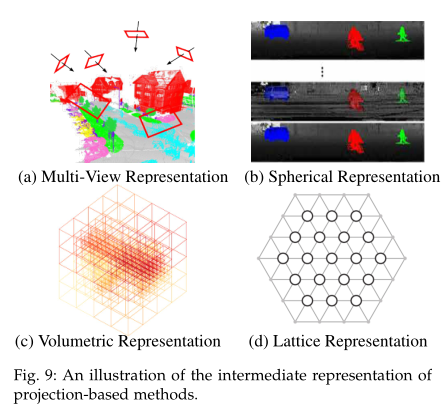 (a) Multi-View Representation
(b) Spherical Representation
(c) Volumetric Representation
(d) Lattice Representation
Fig. 9: An illustration of the intermediate representation of
projection-based methods.